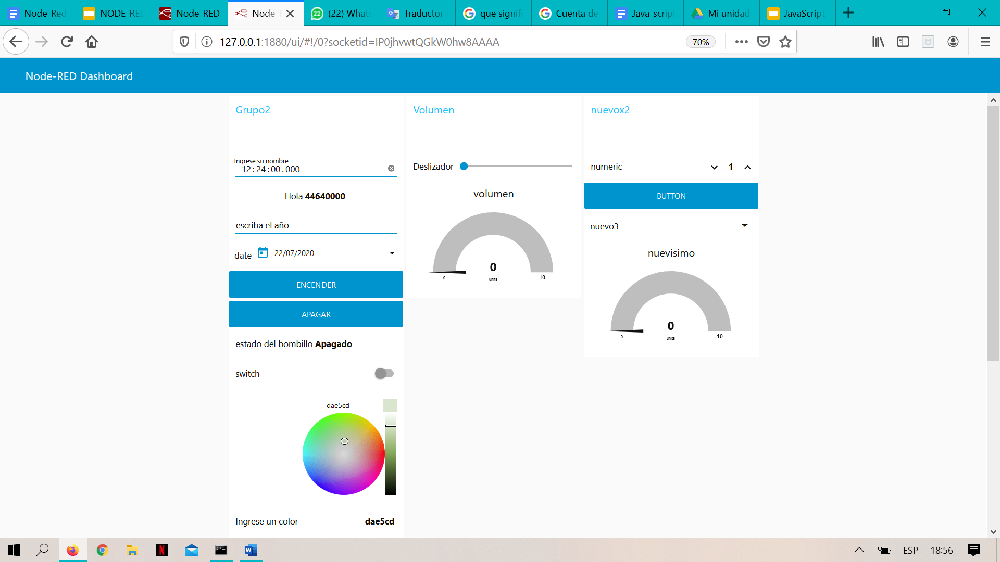 Node-Red
NODE-RED
Node-RED
Node-R
(22) Whats
Traductor
que signifi
Cuenta de
Java-script
Mi unidad
JavaScript
127.0.0.1:1880/ui/#!/0?socketid=IP0jhvwtQGkW0hw8AAAA
70%
Node-RED Dashboard
Grupo2
Ingrese su nombre
12:24:00.000
Hola 44640000
escriba el año
date 22/07/2020
ENCENDER
APAGAR
estado del bombillo Apagado
switch
dae5cd
Ingrese un color dae5cd
Volumen
Deslizador
volumen
0
units
0 10
nuevox2
numeric 1
BUTTON
nuevo3
nuevisimo
0
units
0 10
ESP 18:56